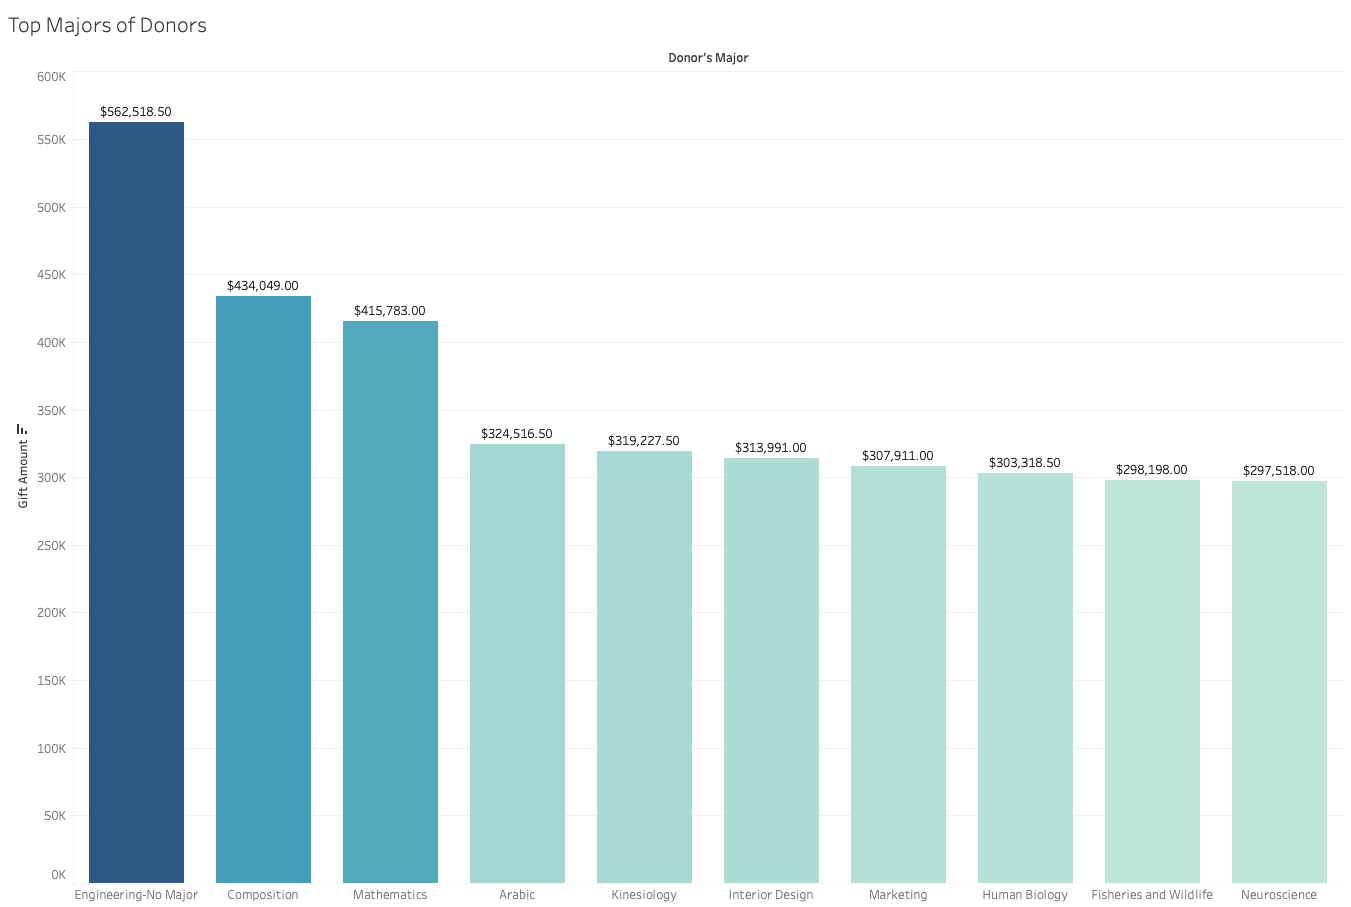 Top Majors of Donors
Donor's Major
600K
550K
500K
450K
400K
350K
300K
250K
200K
150K
100K
50K
0K
Gift Amount
$562,518.50
$434,049.00
$415,783.00
$324,516.50
$319,227.50
$313,991.00
$307,911.00
$303,318.50
$298,198.00
$297,518.00
Engineering-No Major
Composition
Mathematics
Arabic
Kinesiology
Interior Design
Marketing
Human Biology
Fisheries and Wildlife
Neuroscience